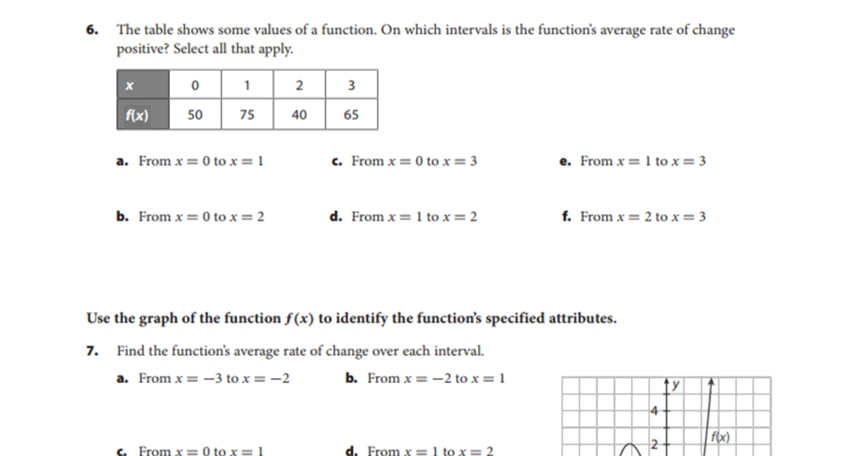 6. The table shows some values of a function. On which intervals is the function's average rate of change
positive? Select all that apply.
x 0 1 2 3
f(x) 50 75 40 65
a. From x = 0 to x = 1 c. From x = 0 to x = 3 e. From x = 1 to x = 3
b. From x = 0 to x = 2 d. From x = 1 to x = 2 f. From x = 2 to x = 3
Use the graph of the function f(x) to identify the function's specified attributes.
7. Find the function's average rate of change over each interval.
a. From x = −3 to x = −2 b. From x = −2 to x = 1
y
4
f(x)
2
c. From x = 0 to x = 1 d. From x = 1 to x = 2